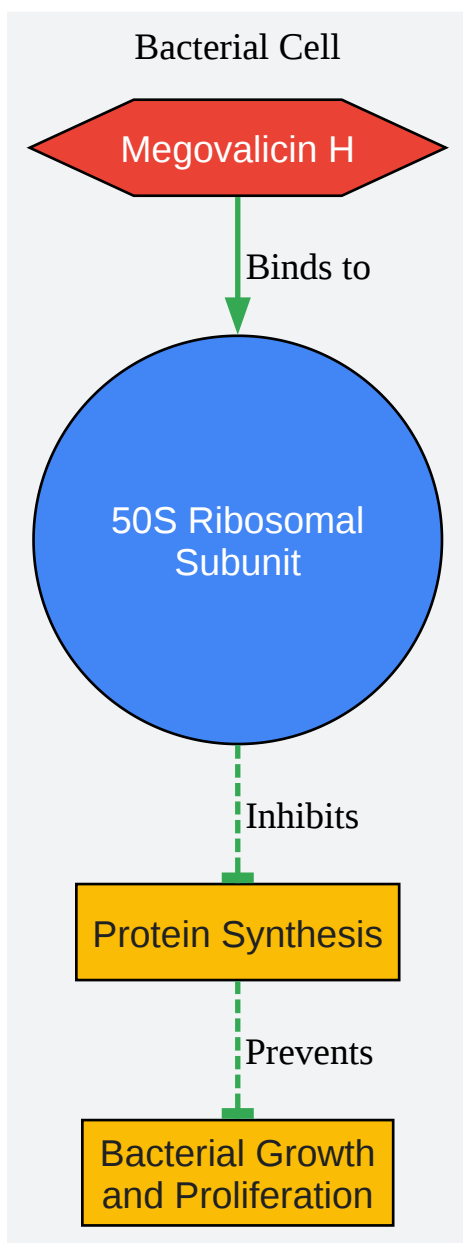 Bacterial Cell
Megovalicin H
Binds to
50S Ribosomal
Subunit
Inhibits
Protein Synthesis
Prevents
Bacterial Growth
and Proliferation